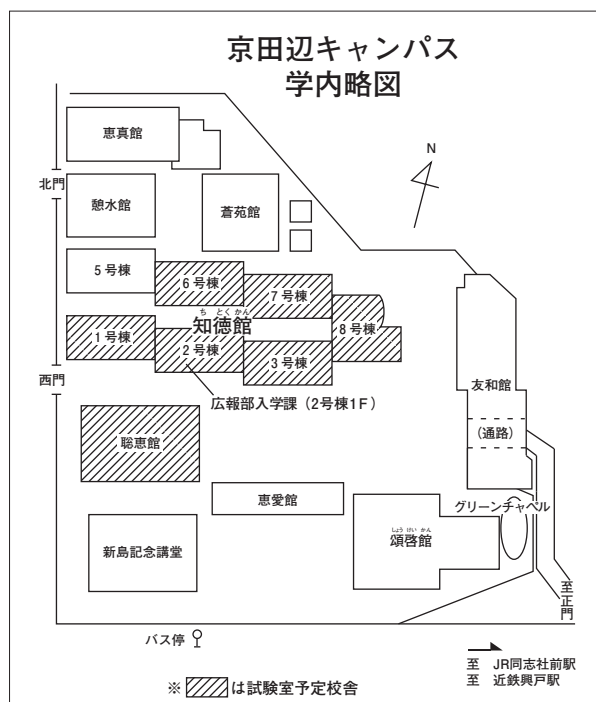 京田辺キャンパス
学内略図
恵真館
N
北門
憩水館
蒼苑館
5号棟
6号棟
7号棟
ち とく かん
知徳館
1号棟
2号棟
3号棟
8号棟
西門
広報部入学課（2号棟1F）
友和館
（通路）
聡恵館
恵愛館
グリーンチャペル
しょう けい かん
頌啓館
新島記念講堂
至正門
バス停
至 JR同志社前駅
至 近鉄興戸駅
※ は試験室予定校舎